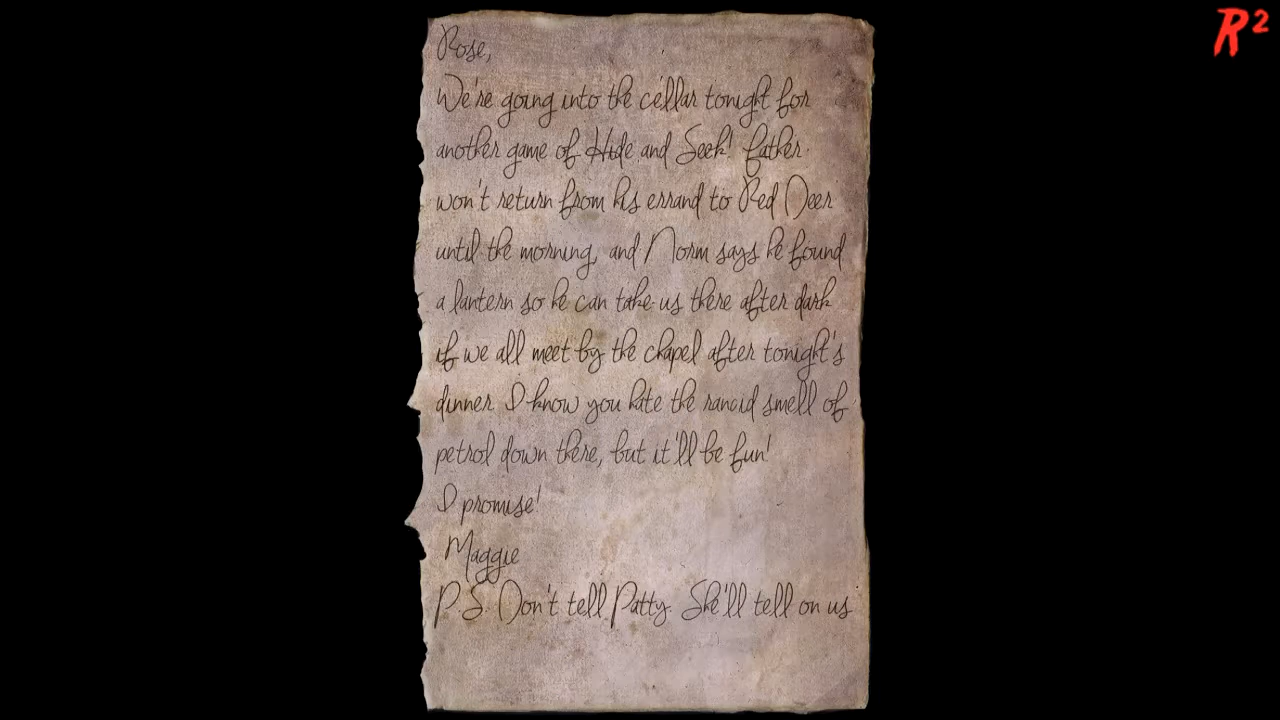 Rose,
We're going into the cellar tonight for
another game of Hide and Seek! Father
won't return from his errand to Red Deer
until the morning, and Norm says he found
a lantern so he can take us there after dark
if we all meet by the chapel after tonight's
dinner. I know you hate the rancid smell of
petrol down there, but it'll be fun!
I promise!
Maggie
P.S. Don't tell Patty. She'll tell on us
R²